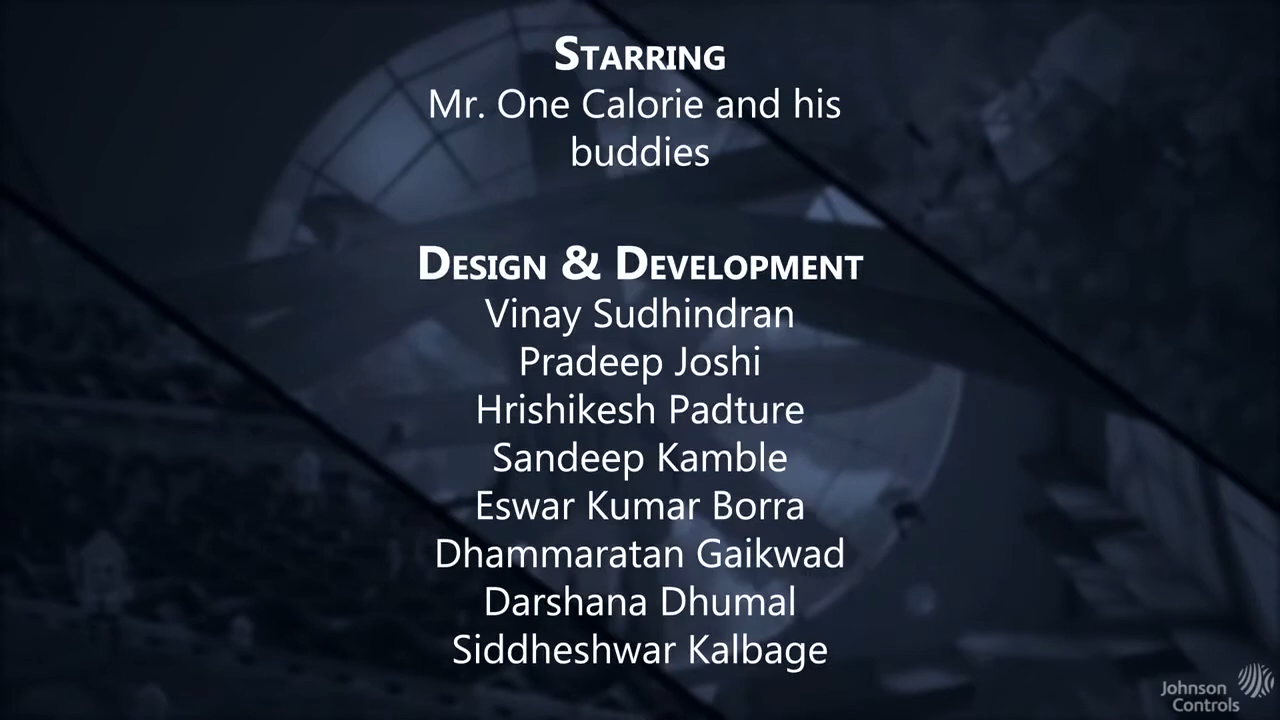 STARRING
Mr. One Calorie and his
buddies
DESIGN & DEVELOPMENT
Vinay Sudhindran
Pradeep Joshi
Hrishikesh Padture
Sandeep Kamble
Eswar Kumar Borra
Dhammaratan Gaikwad
Darshana Dhumal
Siddheshwar Kalbage
Johnson
Controls